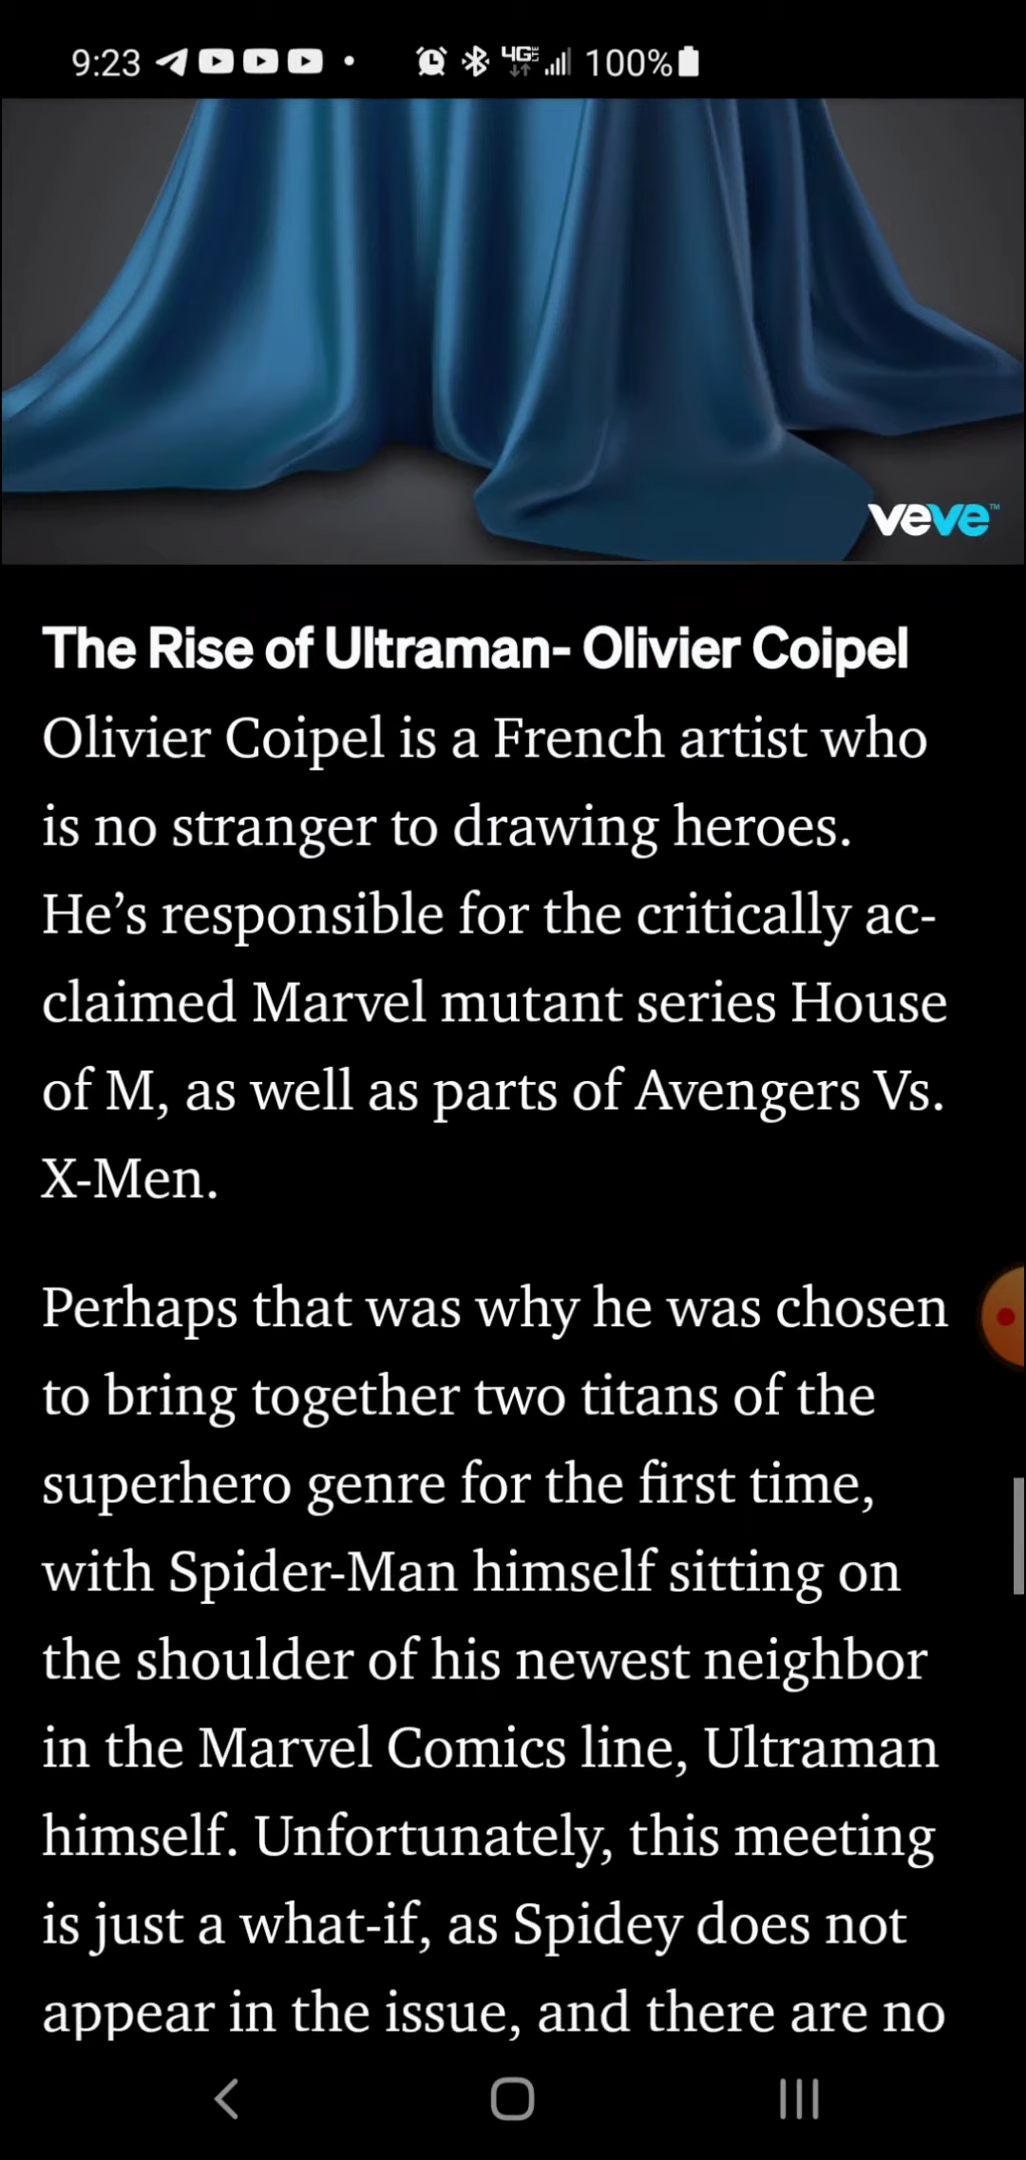 9:23 4G LTE 100%
veve™
The Rise of Ultraman- Olivier Coipel
Olivier Coipel is a French artist who
is no stranger to drawing heroes.
He’s responsible for the critically ac-
claimed Marvel mutant series House
of M, as well as parts of Avengers Vs.
X-Men.
Perhaps that was why he was chosen
to bring together two titans of the
superhero genre for the first time,
with Spider-Man himself sitting on
the shoulder of his newest neighbor
in the Marvel Comics line, Ultraman
himself. Unfortunately, this meeting
is just a what-if, as Spidey does not
appear in the issue, and there are no